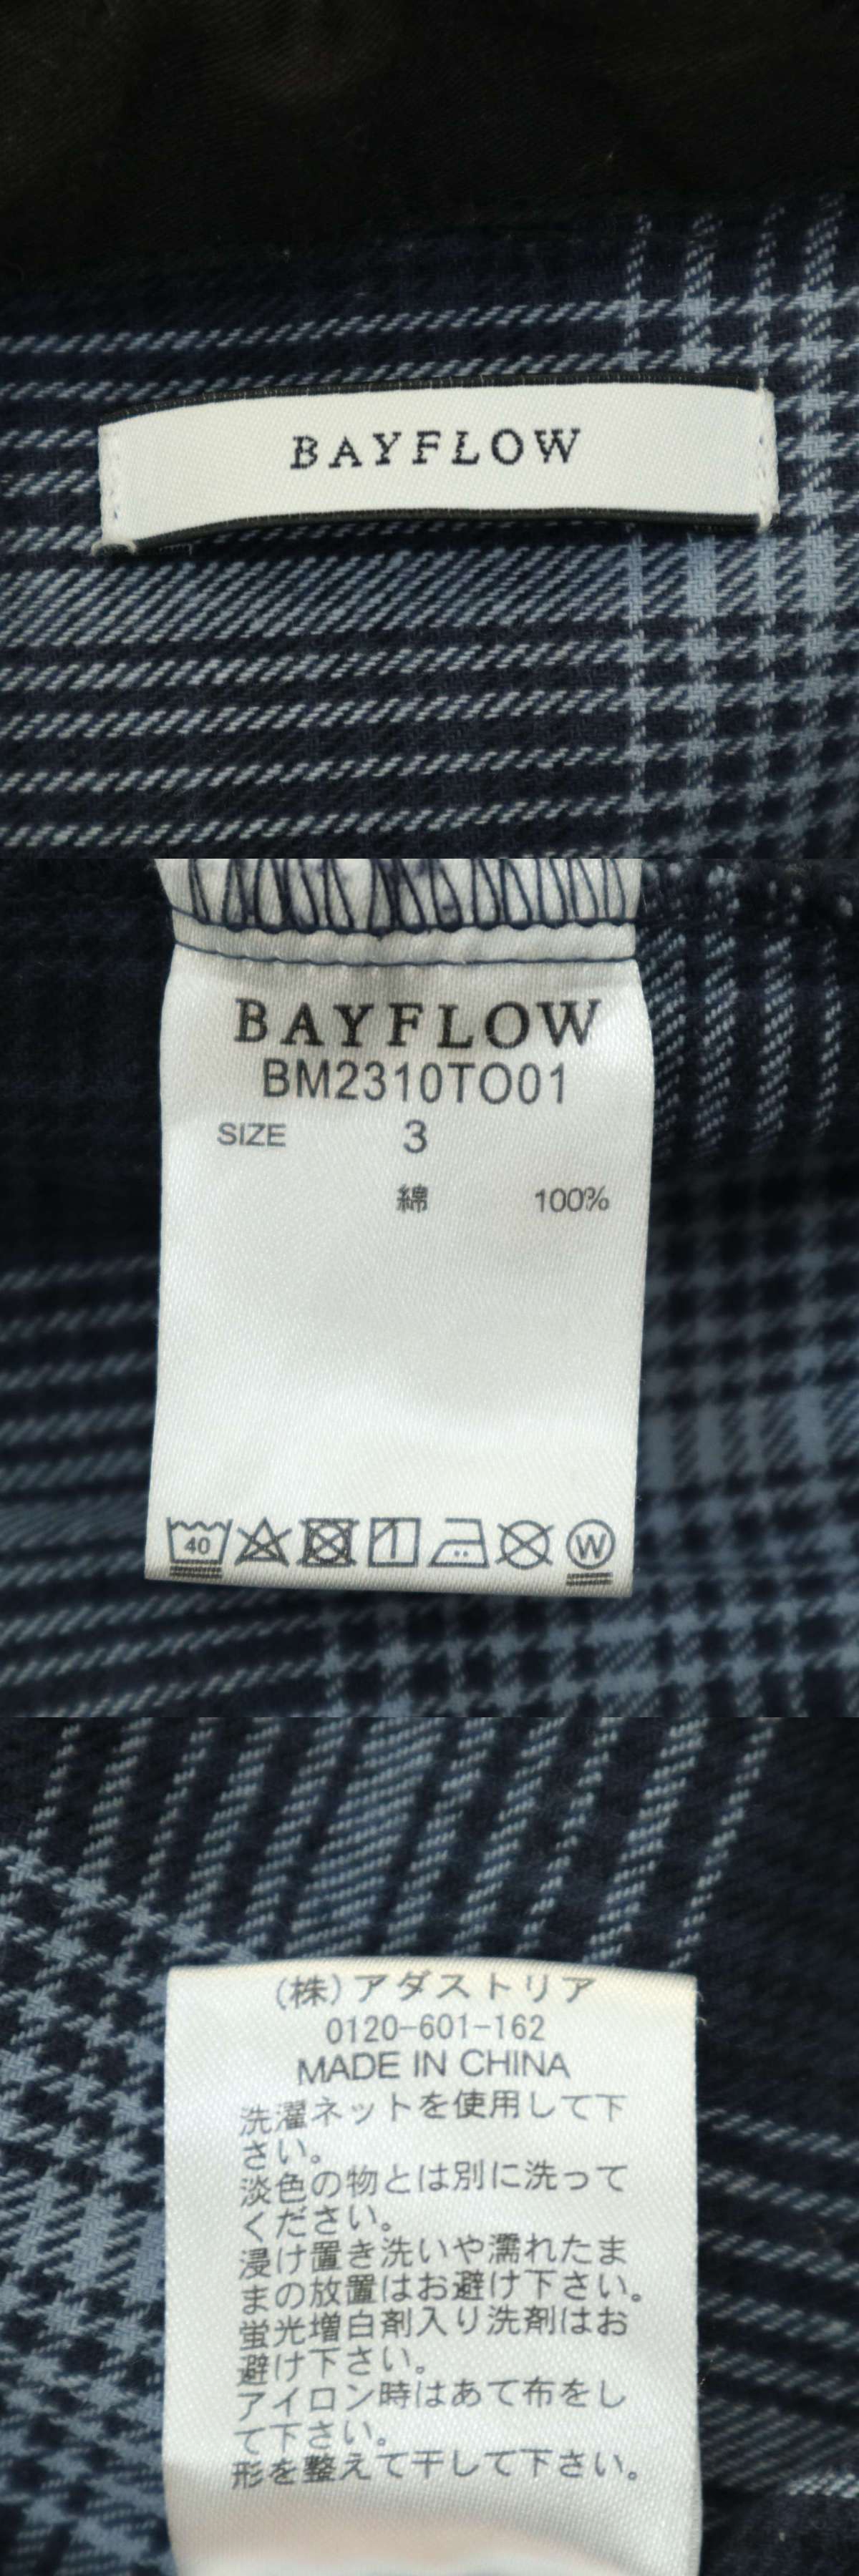 BAYFLOW
BAYFLOW
BM2310TO01
SIZE 3
綿 100%
40
W
(株)アダストリア
0120-601-162
MADE IN CHINA
洗濯ネットを使用して下
さい。
淡色の物とは別に洗って
ください。
浸け置き洗いや濡れたま
まの放置はお避け下さい。
蛍光増白剤入り洗剤はお
避け下さい。
アイロン時はあて布をし
て下さい。
形を整えて干して下さい。